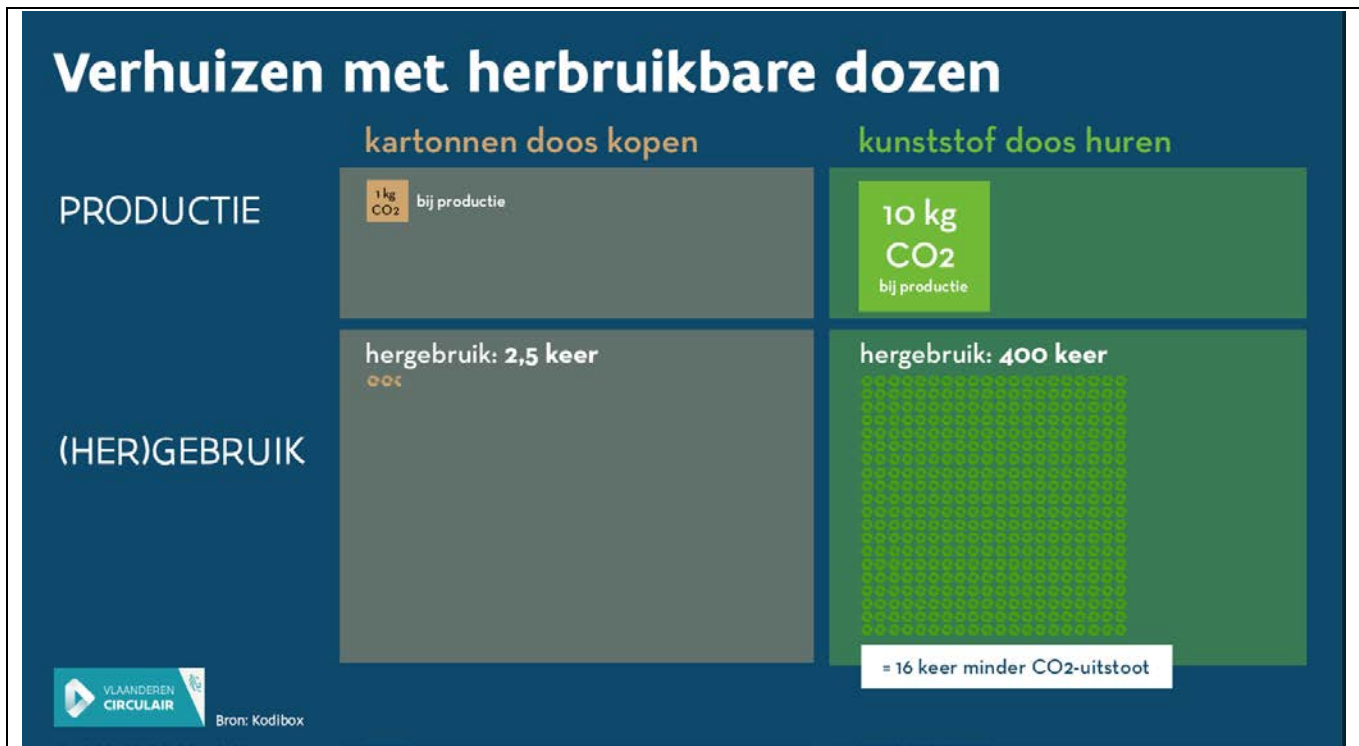 Verhuizen met herbruikbare dozen
kartonnen doos kopen
kunststof doos huren
PRODUCTIE
1 kg
CO2
bij productie
10 kg
CO2
bij productie
(HER)GEBRUIK
hergebruik: 2,5 keer
hergebruik: 400 keer
= 16 keer minder CO2-uitstoot
VLAANDEREN
CIRCULAIR
Bron: Kodibox